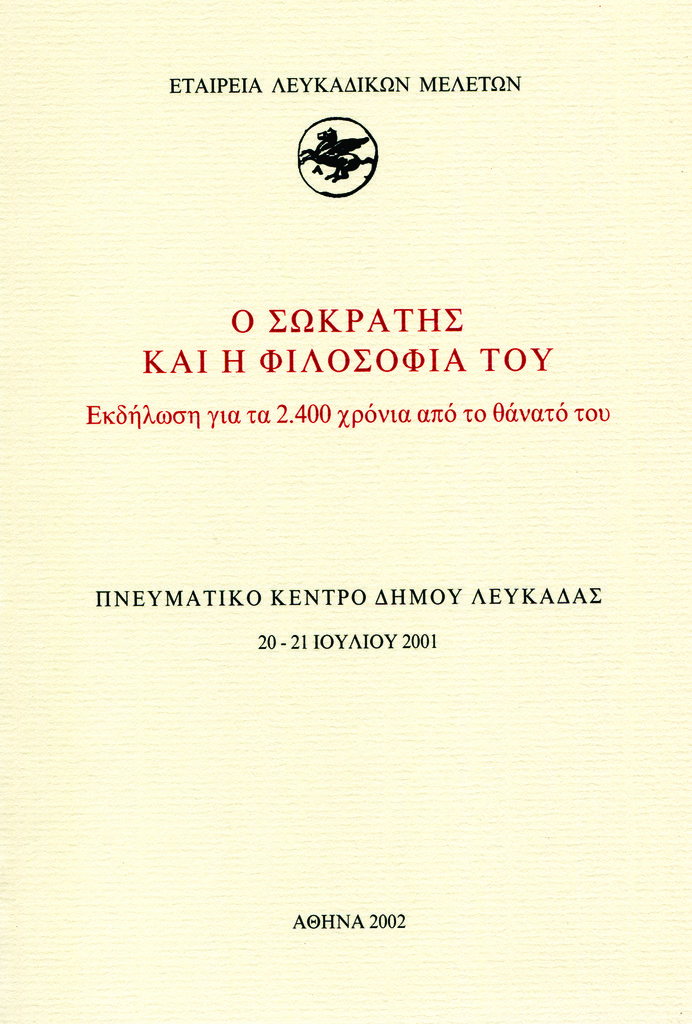 ΕΤΑΙΡΕΙΑ ΛΕΥΚΑΔΙΚΩΝ ΜΕΛΕΤΩΝ
Λ
Ο ΣΩΚΡΑΤΗΣ
ΚΑΙ Η ΦΙΛΟΣΟΦΙΑ ΤΟΥ
Εκδήλωση για τα 2.400 χρόνια από το θάνατό του
ΠΝΕΥΜΑΤΙΚΟ ΚΕΝΤΡΟ ΔΗΜΟΥ ΛΕΥΚΑΔΑΣ
20 - 21 ΙΟΥΛΙΟΥ 2001
ΑΘΗΝΑ 2002